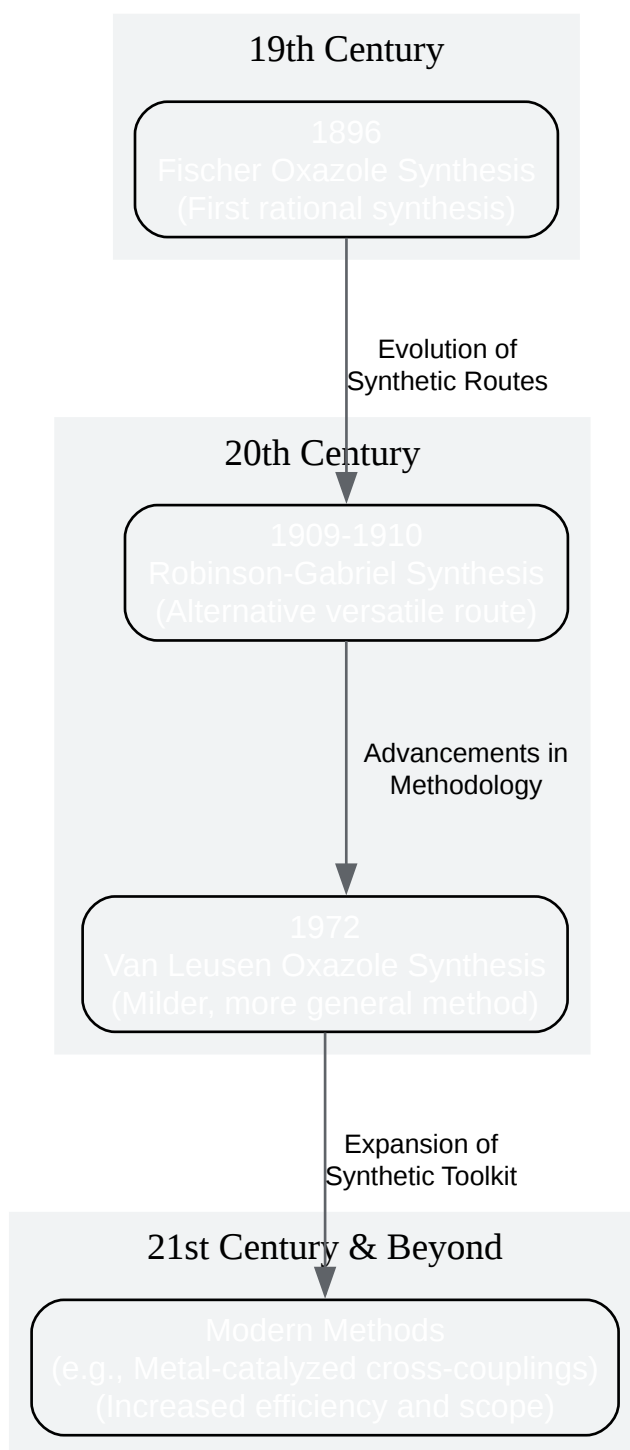 19th Century
1896
Fischer Oxazole Synthesis
(First rational synthesis)
Evolution of
Synthetic Routes
20th Century
1909-1910
Robinson-Gabriel Synthesis
(Alternative versatile route)
Advancements in
Methodology
1972
Van Leusen Oxazole Synthesis
(Milder, more general method)
Expansion of
Synthetic Toolkit
21st Century & Beyond
Modern Methods
(e.g., Metal-catalyzed cross-couplings)
(Increased efficiency and scope)